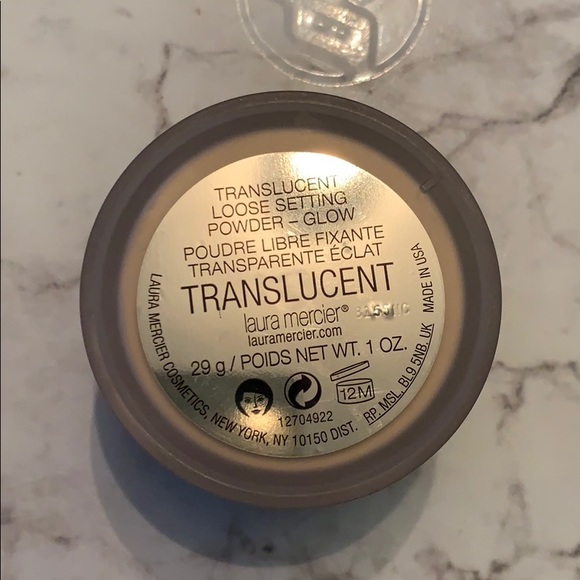 TRANSLUCENT
LOOSE SETTING
POWDER – GLOW
POUDRE LIBRE FIXANTE
TRANSPARENTE ÉCLAT
TRANSLUCENT
laura mercier®
lauramercier.com
29 g / POIDS NET WT. 1 OZ.
12M
12704922
LAURA MERCIER COSMETICS, NEW YORK, NY 10150 DIST. RP. MSL. BL9 5NB. UK MADE IN USA